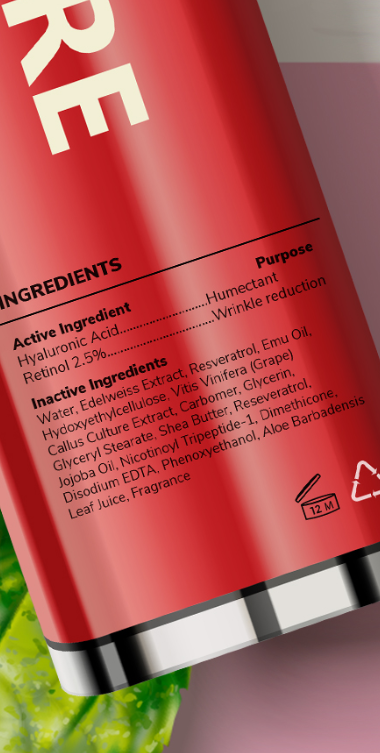 RE
INGREDIENTS
Active Ingredient Purpose
Hyaluronic Acid......................Humectant
Retinol 2.5%..........................Wrinkle reduction
Inactive Ingredients
Water, Edelweiss Extract, Resveratrol, Emu Oil,
Hydoxyethylcellulose, Vitis Vinifera (Grape)
Callus Culture Extract, Carbomer, Glycerin,
Glyceryl Stearate, Shea Butter, Reseveratrol,
Jojoba Oil, Nicotinoyl Tripeptide-1, Dimethicone,
Disodium EDTA, Phenoxyethanol, Aloe Barbadensis
Leaf Juice, Fragrance
12 M